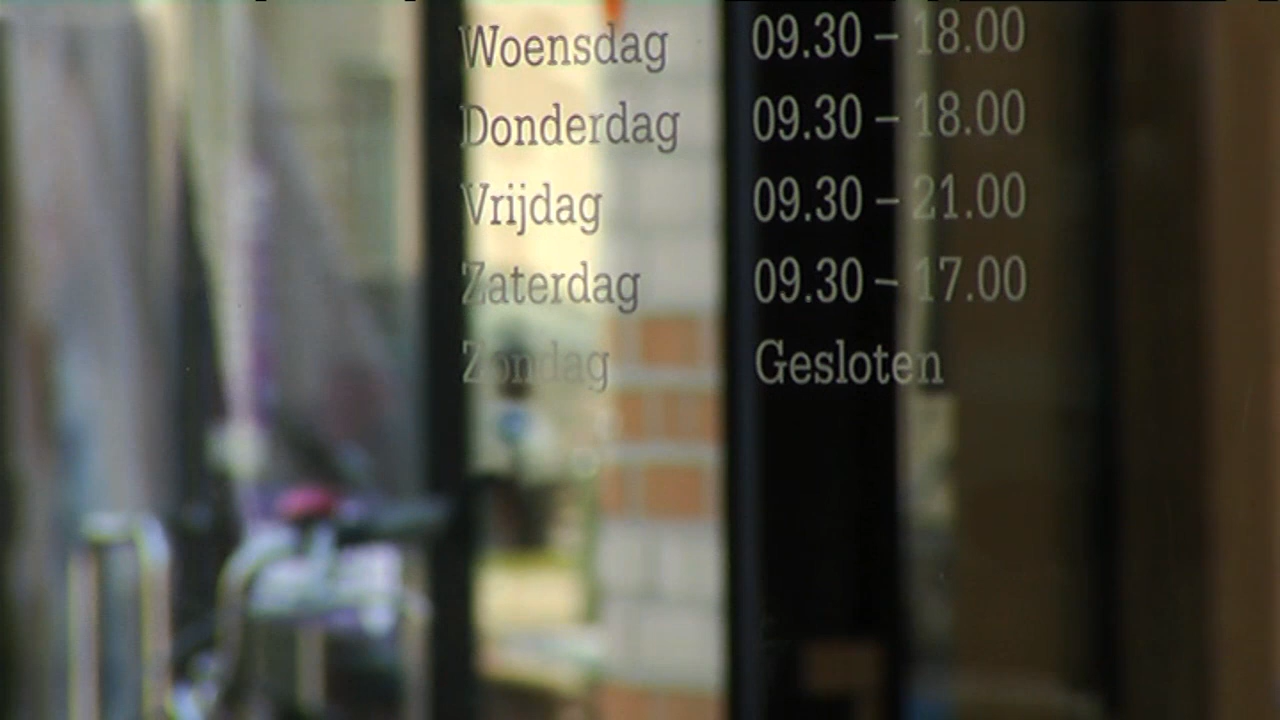 Woensdag 09.30 – 18.00
Donderdag 09.30 – 18.00
Vrijdag 09.30 – 21.00
Zaterdag 09.30 – 17.00
Zondag Gesloten